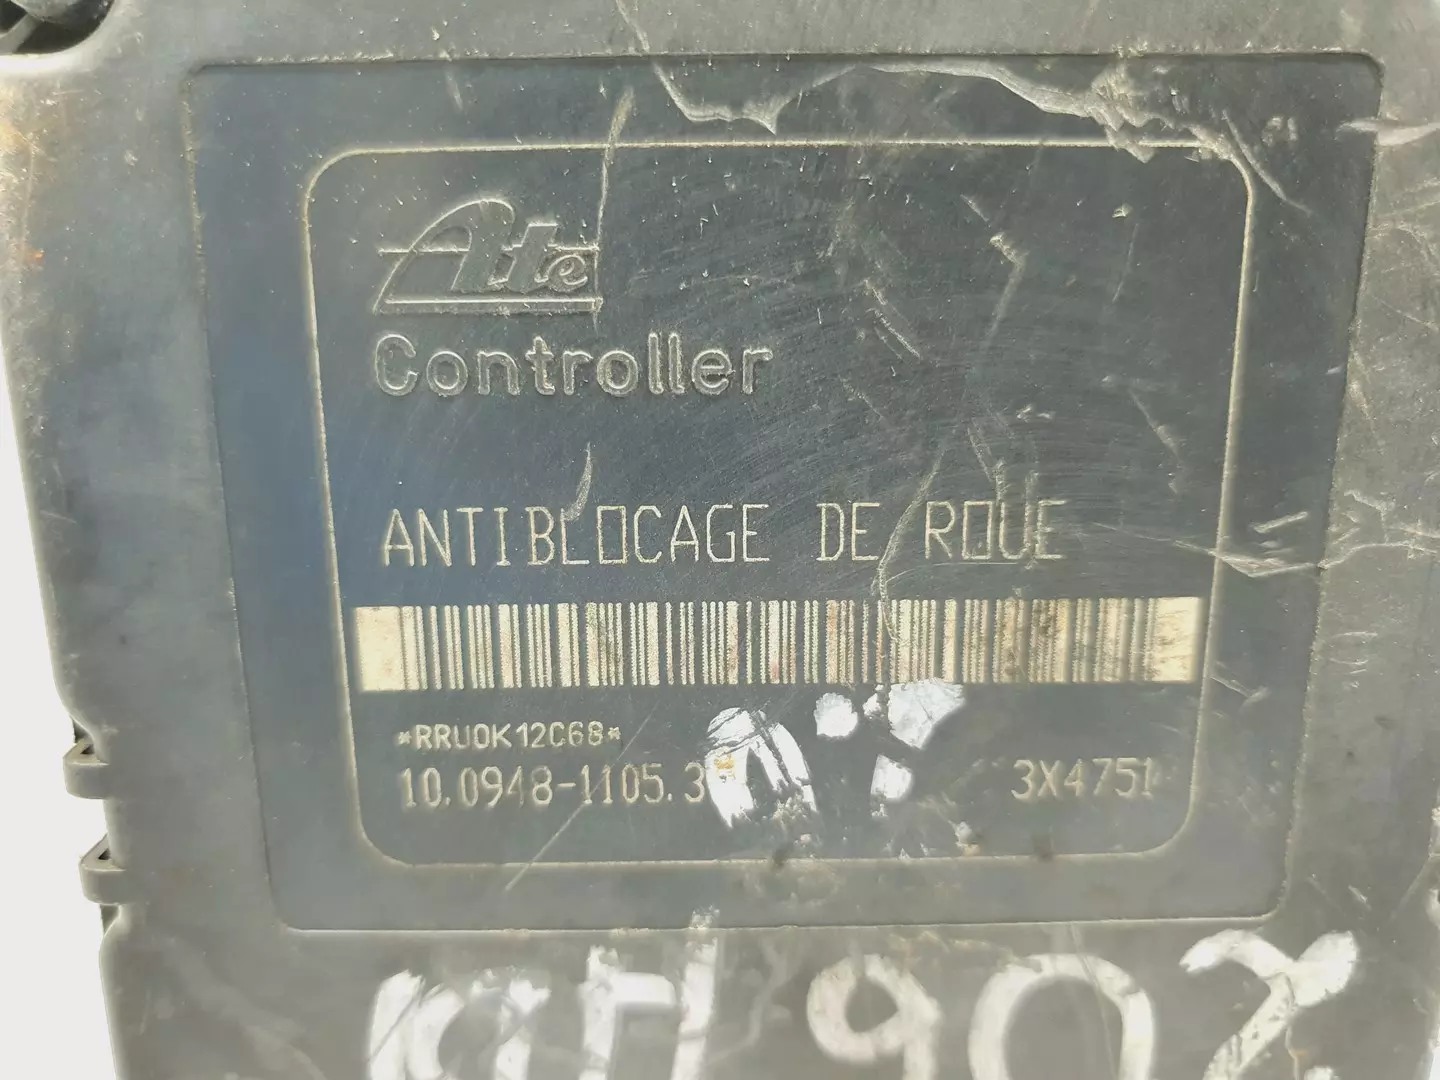 Ate
Controller
ANTIBLOCAGE DE ROUE
*RRU0K12C68*
10.0948-1105.3 3X4751